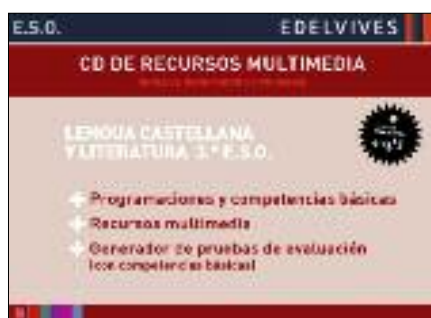 E.S.O. EDELVIVES
CD DE RECURSOS MULTIMEDIA
LENGUA CASTELLANA
Y LITERATURA 3.º E.S.O.
+ Programaciones y competencias básicas
+ Recursos multimedia
+ Generador de pruebas de evaluación
(con competencias básicas)